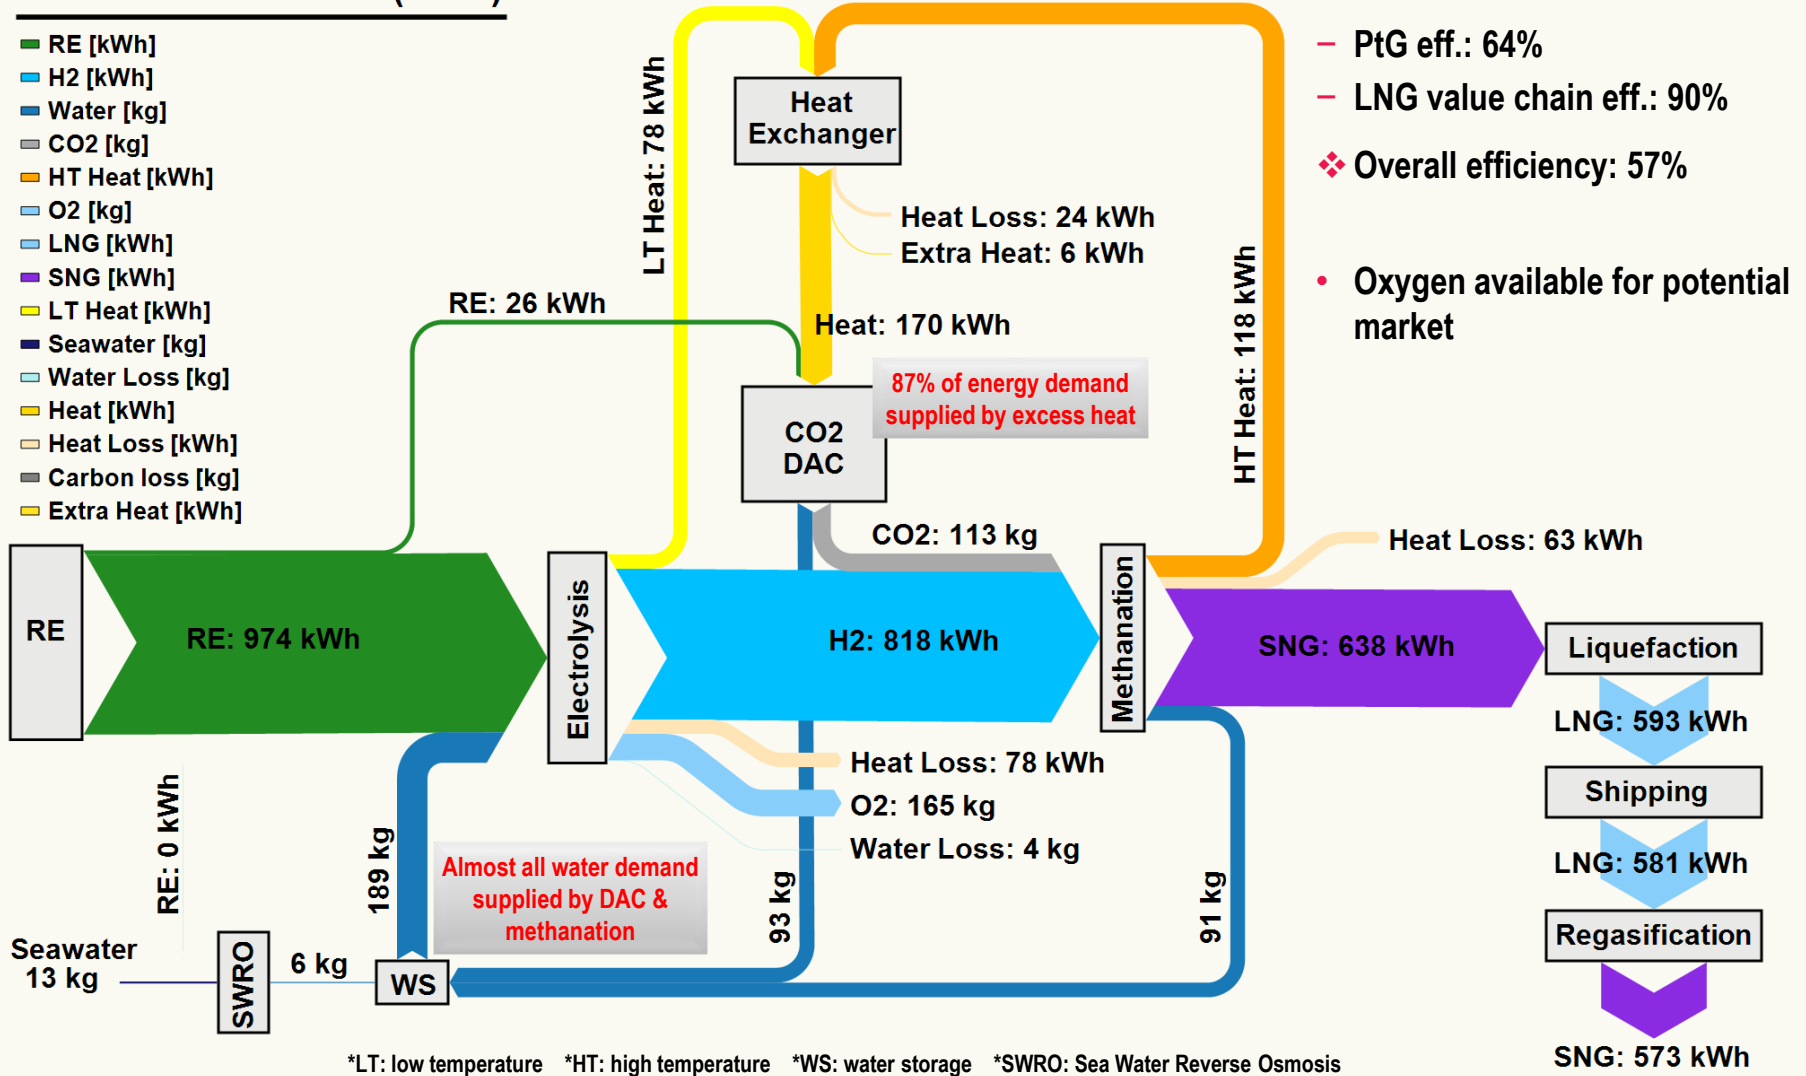 RE [kWh]
H2 [kWh]
Water [kg]
CO2 [kg]
HT Heat [kWh]
O2 [kg]
LNG [kWh]
SNG [kWh]
LT Heat [kWh]
Seawater [kg]
Water Loss [kg]
Heat [kWh]
Heat Loss [kWh]
Carbon loss [kg]
Extra Heat [kWh]
– PtG eff.: 64%
– LNG value chain eff.: 90%
❖ Overall efficiency: 57%
• Oxygen available for potential
market
LT Heat: 78 kWh
Heat
Exchanger
Heat Loss: 24 kWh
Extra Heat: 6 kWh
HT Heat: 118 kWh
RE: 26 kWh
Heat: 170 kWh
87% of energy demand
supplied by excess heat
CO2
DAC
CO2: 113 kg
Heat Loss: 63 kWh
RE
RE: 974 kWh
Electrolysis
H2: 818 kWh
Methanation
SNG: 638 kWh
Liquefaction
LNG: 593 kWh
Shipping
LNG: 581 kWh
Regasification
SNG: 573 kWh
Heat Loss: 78 kWh
O2: 165 kg
Water Loss: 4 kg
RE: 0 kWh
189 kg
Almost all water demand
supplied by DAC &
methanation
93 kg
91 kg
Seawater
13 kg
SWRO
6 kg
WS
*LT: low temperature *HT: high temperature *WS: water storage *SWRO: Sea Water Reverse Osmosis